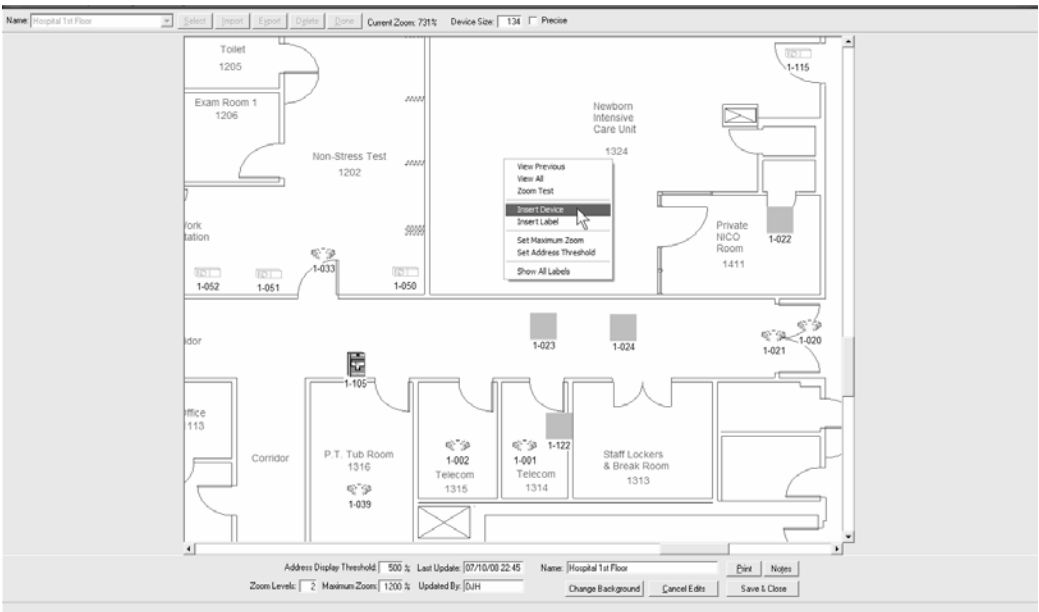 Name: Hospital 1st Floor Select Import Export Delete Done Current Zoom: 731% Device Size: 134 Precise
Toilet
1205
1-115
Exam Room 1
1206
Newborn
Intensive
Care Unit
1324
Non-Stress Test
1202
View Previous
View All
Zoom Test
Insert Device
Insert Label
Set Maximum Zoom
Set Address Threshold
Show All Labels
Private
NICO
Room
1411
1-022
ork
tation
1-033
1-052
1-051
1-050
idor
1-023
1-024
1-021
1-020
1-105
ffice
113
Corridor
P.T. Tub Room
1316
1-039
1-002
Telecom
1315
1-001
Telecom
1314
1-122
Staff Lockers
& Break Room
1313
Address Display Threshold: 500 % Last Update: 07/10/08 22:45 Name: Hospital 1st Floor Print Notes
Zoom Levels: 2 Maximum Zoom: 1200 % Updated By: DJH Change Background Cancel Edits Save & Close